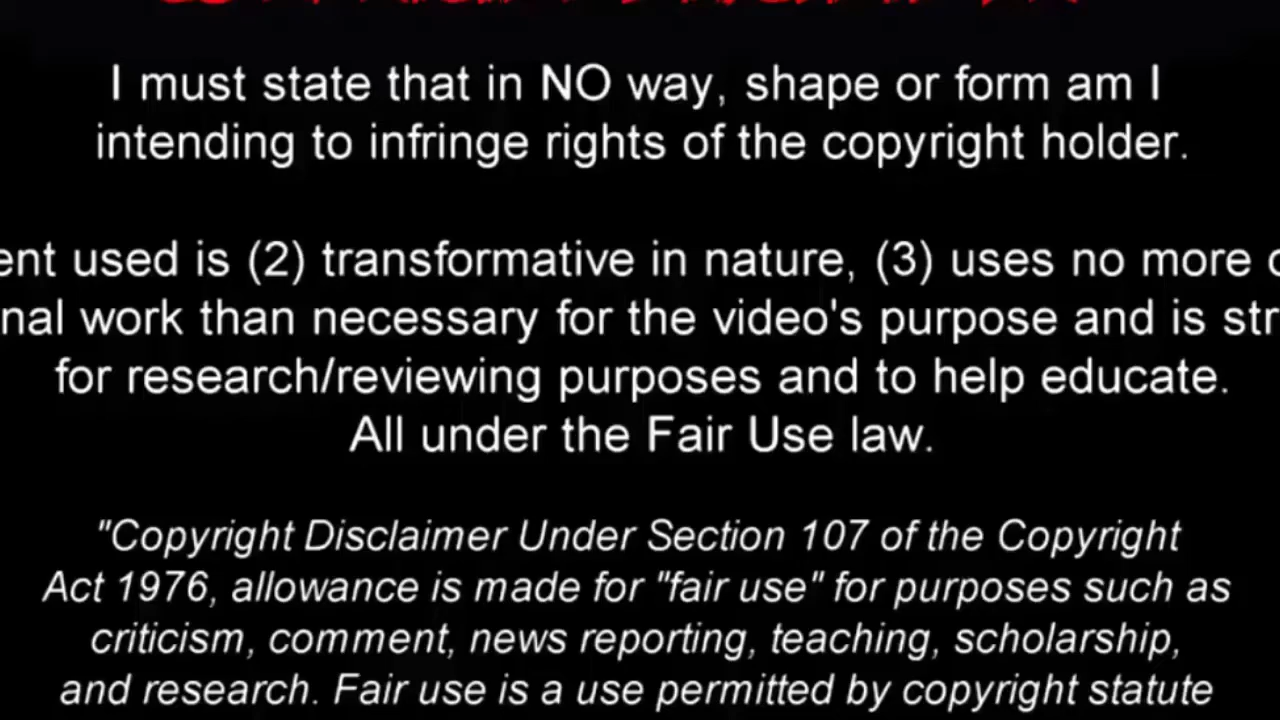 I must state that in NO way, shape or form am I
intending to infringe rights of the copyright holder.
used is (2) transformative in nature, (3) uses no more
work than necessary for the video's purpose and is
for research/reviewing purposes and to help educate.
All under the Fair Use law.
"Copyright Disclaimer Under Section 107 of the Copyright
Act 1976, allowance is made for "fair use" for purposes such as
criticism, comment, news reporting, teaching, scholarship,
and research. Fair use is a use permitted by copyright statute